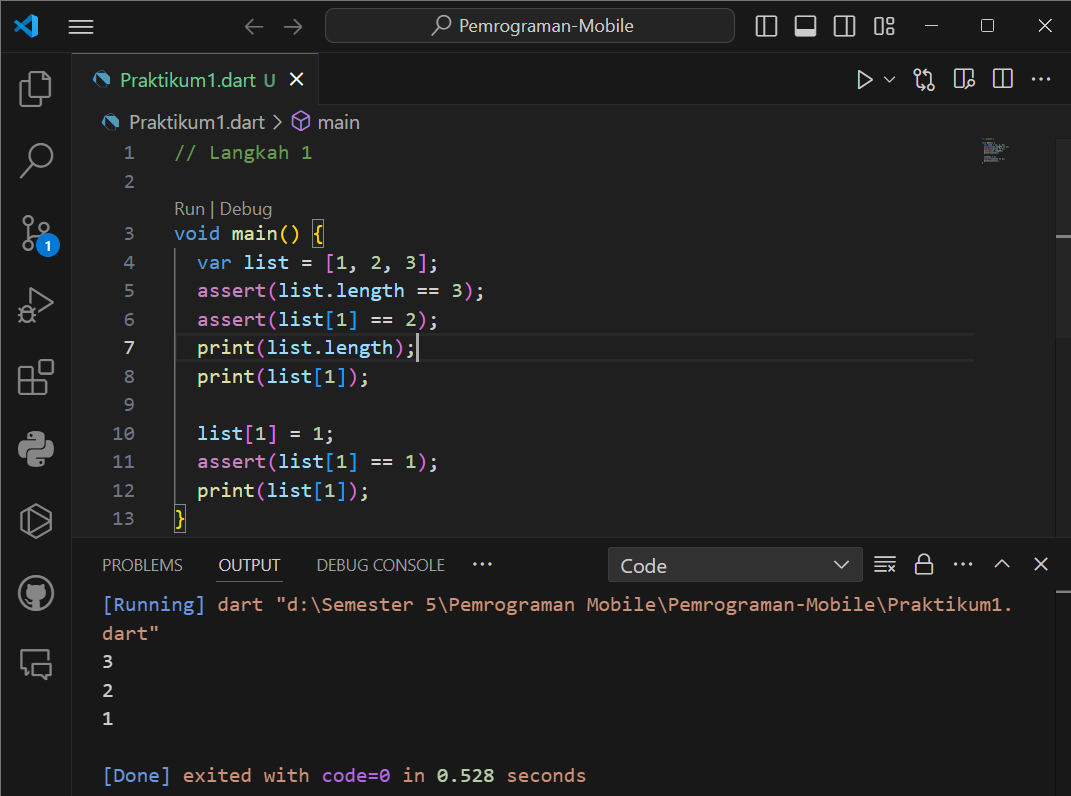 Pemrograman-Mobile
Praktikum1.dart U
Praktikum1.dart > main
1 // Langkah 1
2
Run | Debug
3 void main() {
4 var list = [1, 2, 3];
5 assert(list.length == 3);
6 assert(list[1] == 2);
7 print(list.length);
8 print(list[1]);
9
10 list[1] = 1;
11 assert(list[1] == 1);
12 print(list[1]);
13 }
1
PROBLEMS OUTPUT DEBUG CONSOLE ··· Code
[Running] dart "d:\Semester 5\Pemrograman Mobile\Pemrograman-Mobile\Praktikum1.
dart"
3
2
1
[Done] exited with code=0 in 0.528 seconds